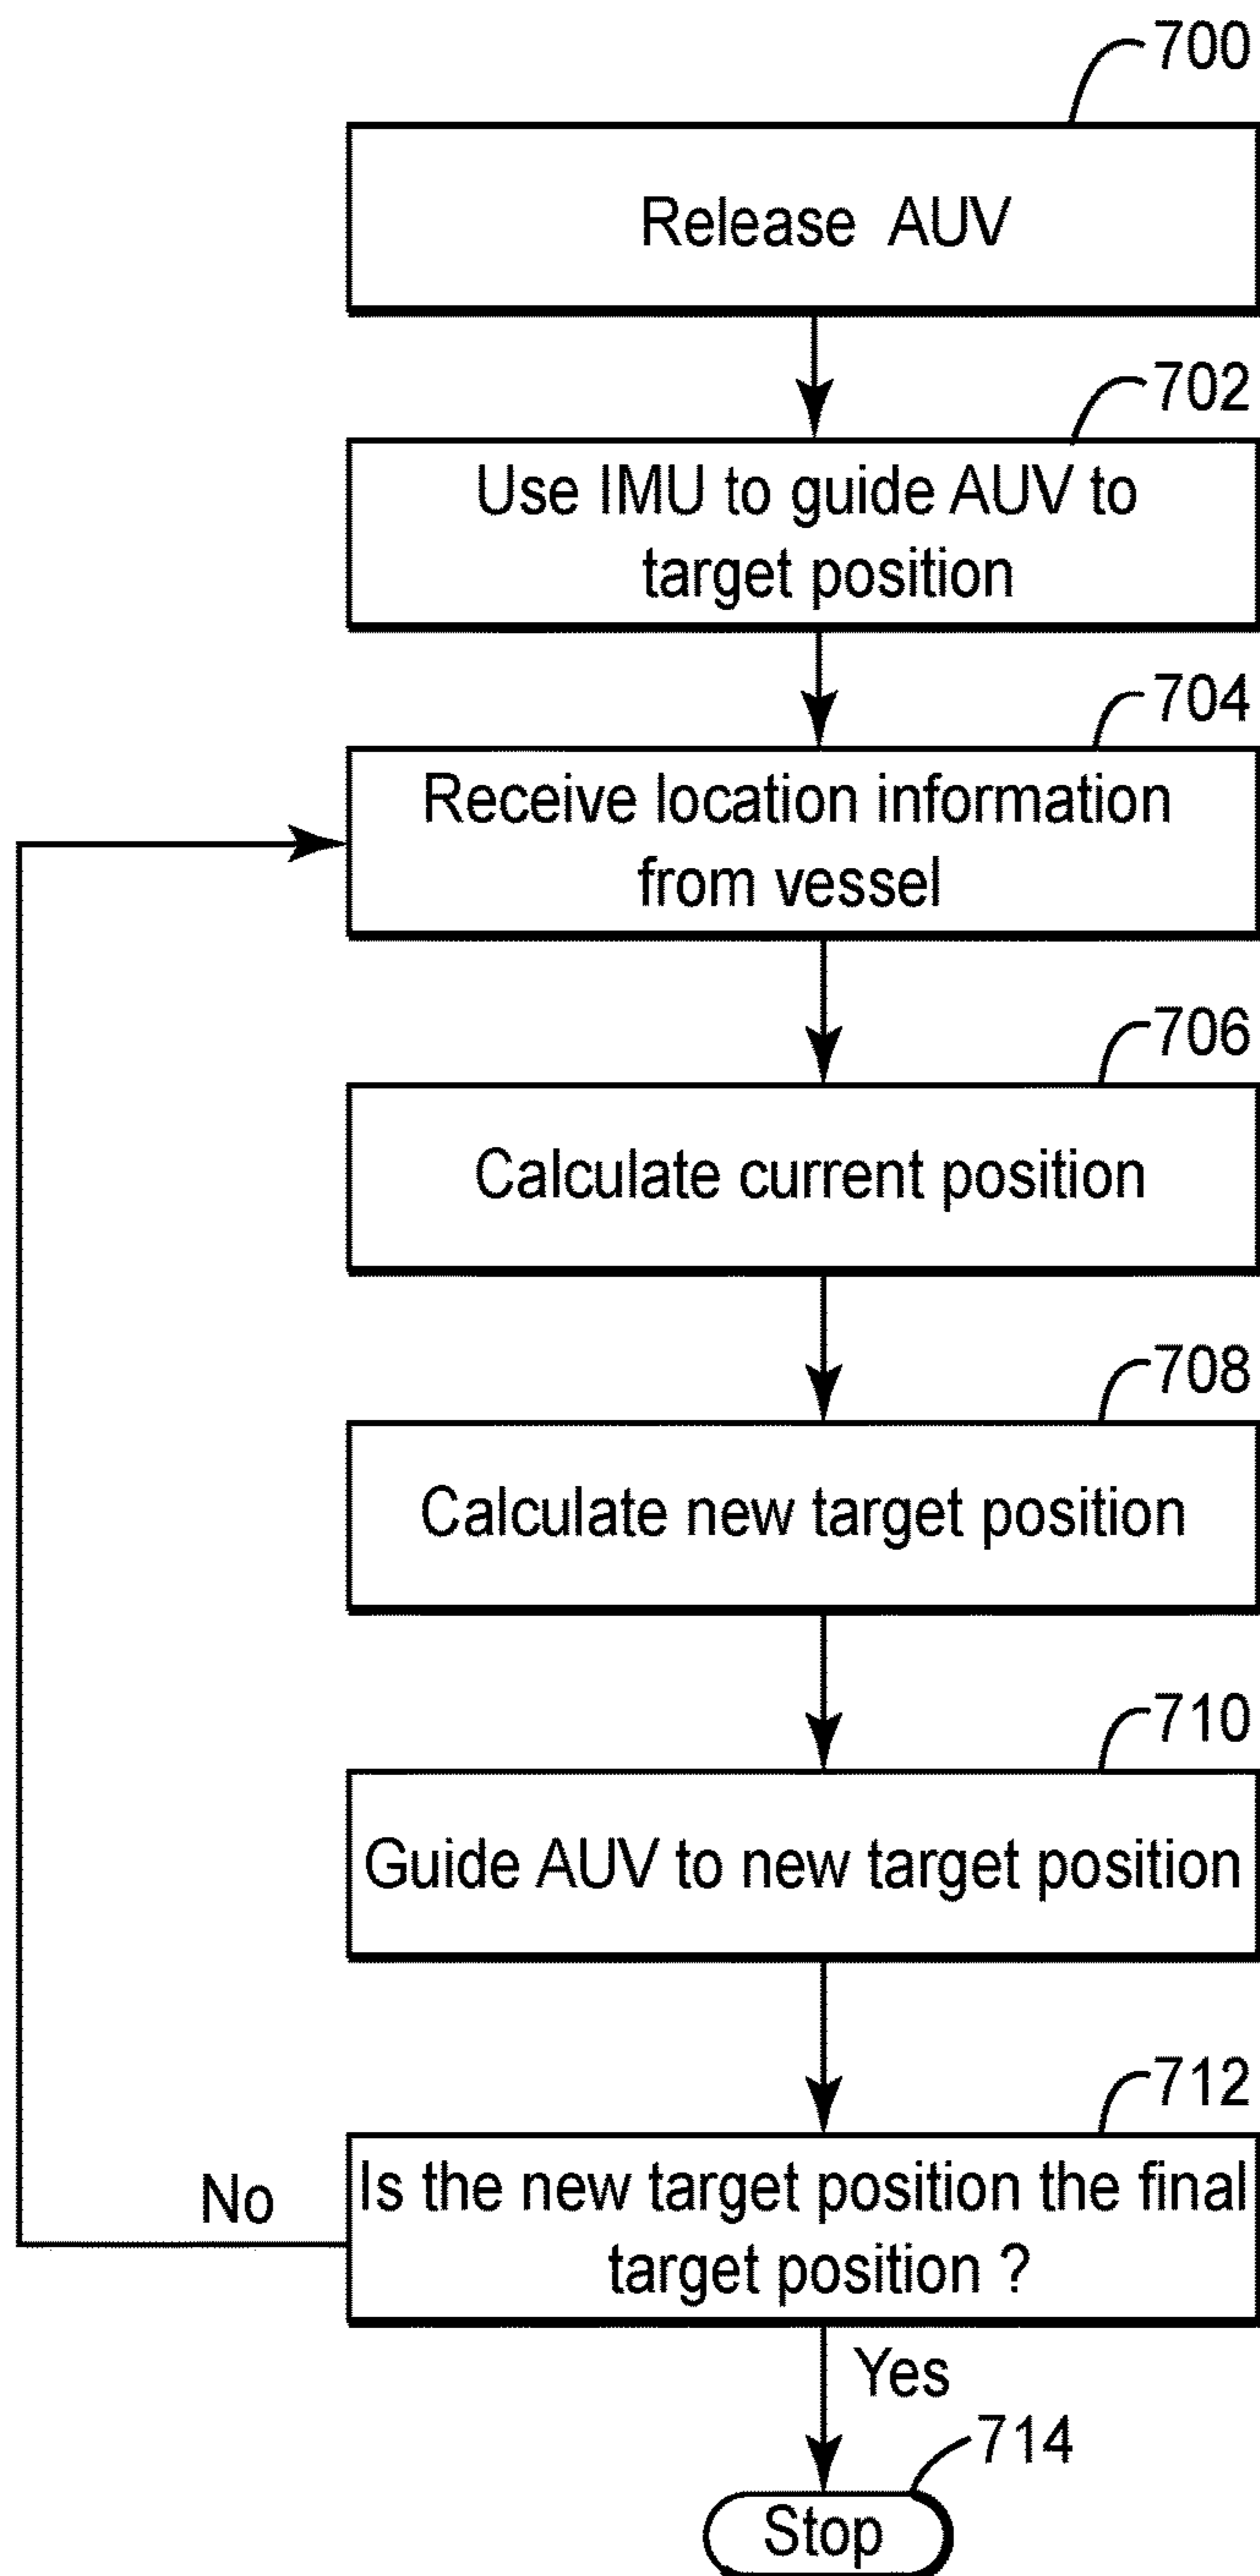 700
Release AUV
702
Use IMU to guide AUV to
target position
704
Receive location information
from vessel
706
Calculate current position
708
Calculate new target position
710
Guide AUV to new target position
712
Is the new target position the final
target position ?
No
Yes
714
Stop